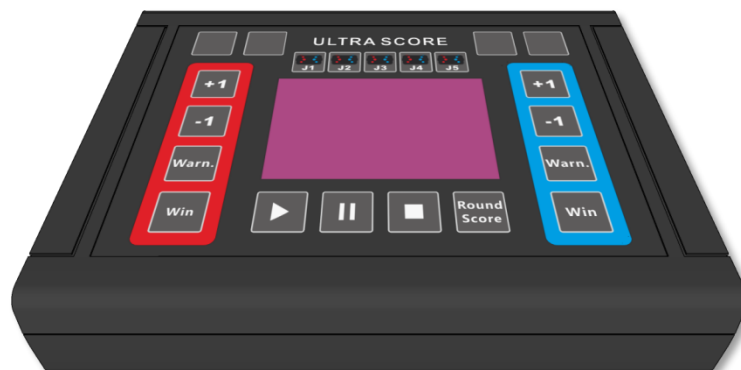 ULTRA SCORE
J1 J2 J3 J4 J5
+1
-1
Warn.
Win
+1
-1
Warn.
Win
Round
Score